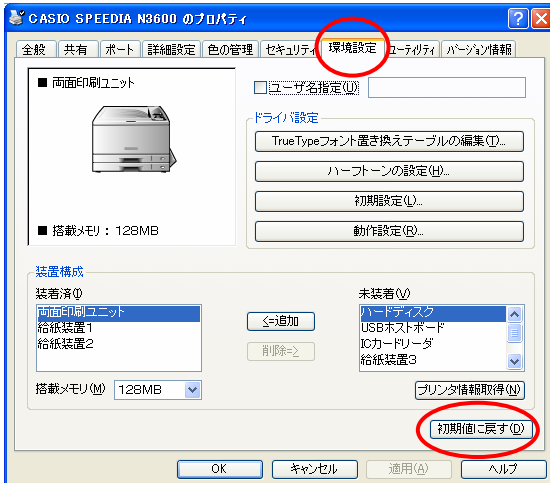 CASIO SPEEDIA N3600 のプロパティ
全般 共有 ポート 詳細設定 色の管理 セキュリティ 環境設定 ユーティリティ バージョン情報
■ 両面印刷ユニット
■ 搭載メモリ：128MB
ユーザ名指定(U)
ドライバ設定
TrueTypeフォント置き換えテーブルの編集(T)...
ハーフトーンの設定(H)...
初期設定(L)...
動作設定(R)...
装置構成
装着済(I)
両面印刷ユニット
給紙装置1
給紙装置2
<=追加
削除=>
未装着(V)
ハードディスク
USBホストボード
ICカードリーダ
給紙装置3
搭載メモリ(M) 128MB
プリンタ情報取得(N)
初期値に戻す(D)
OK キャンセル 適用(A) ヘルプ